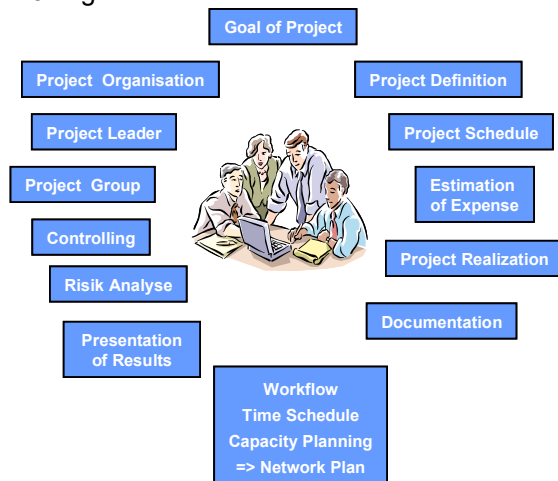 Goal of Project
Project Organisation
Project Definition
Project Leader
Project Schedule
Project Group
Estimation
of Expense
Controlling
Project Realization
Risik Analyse
Documentation
Presentation
of Results
Workflow
Time Schedule
Capacity Planning
=> Network Plan